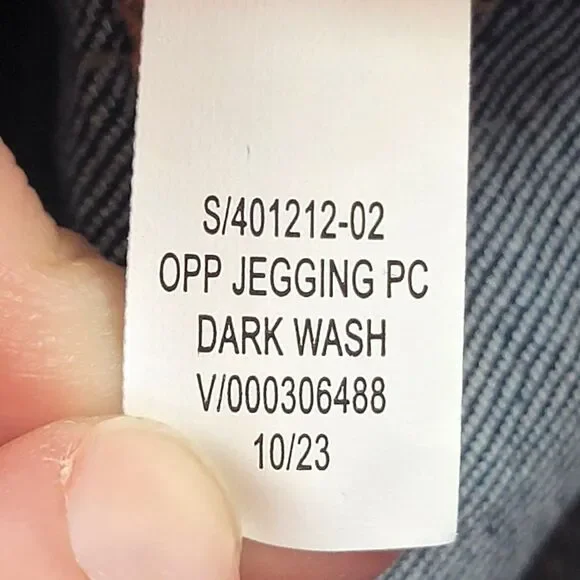 S/401212-02
OPP JEGGING PC
DARK WASH
V/000306488
10/23